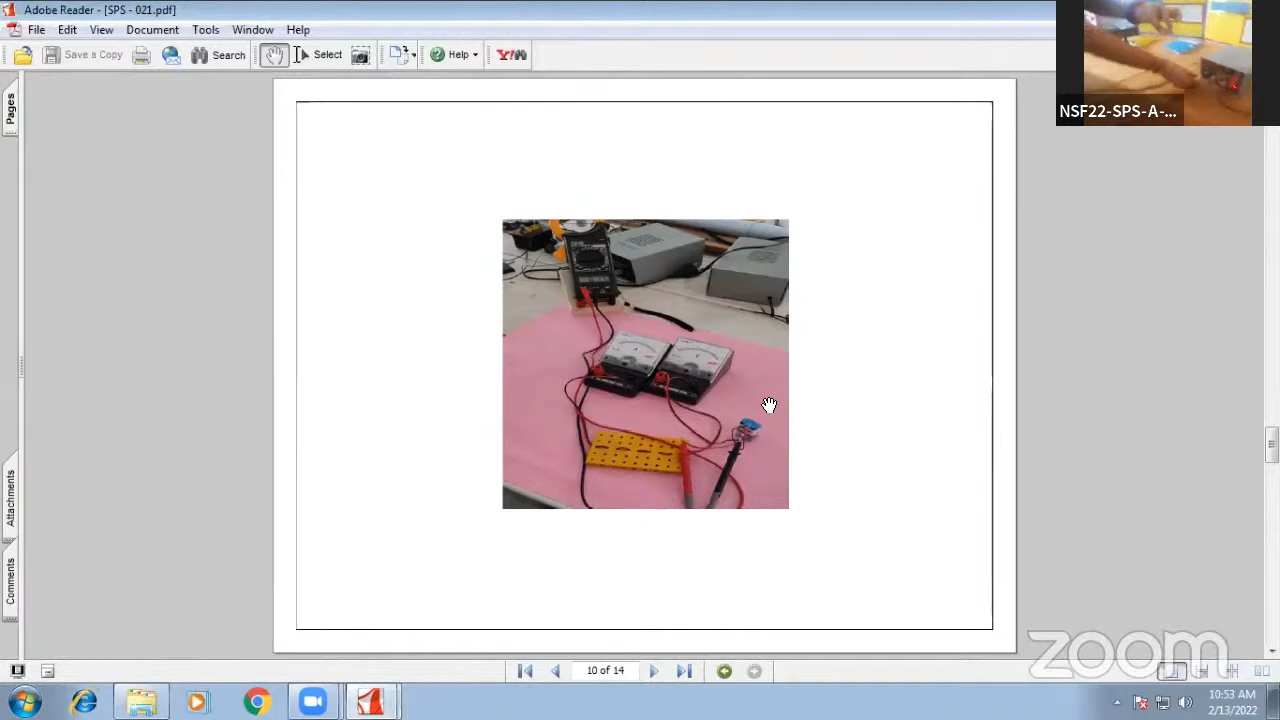 Adobe Reader - [SPS - 021.pdf]
File Edit View Document Tools Window Help
Save a Copy Search Select Help Y!
Pages
Attachments
Comments
NSF22-SPS-A-...
10 of 14
zoom
10:53 AM
2/13/2022